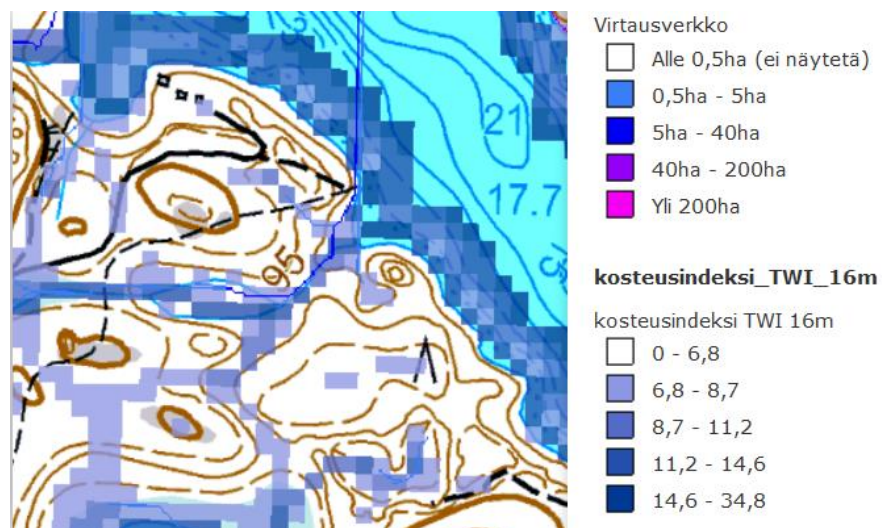 21
17.7
95
Virtausverkko
Alle 0,5ha (ei näytetä)
0,5ha - 5ha
5ha - 40ha
40ha - 200ha
Yli 200ha
kosteusindeksi_TWI_16m
kosteusindeksi TWI 16m
0 - 6,8
6,8 - 8,7
8,7 - 11,2
11,2 - 14,6
14,6 - 34,8